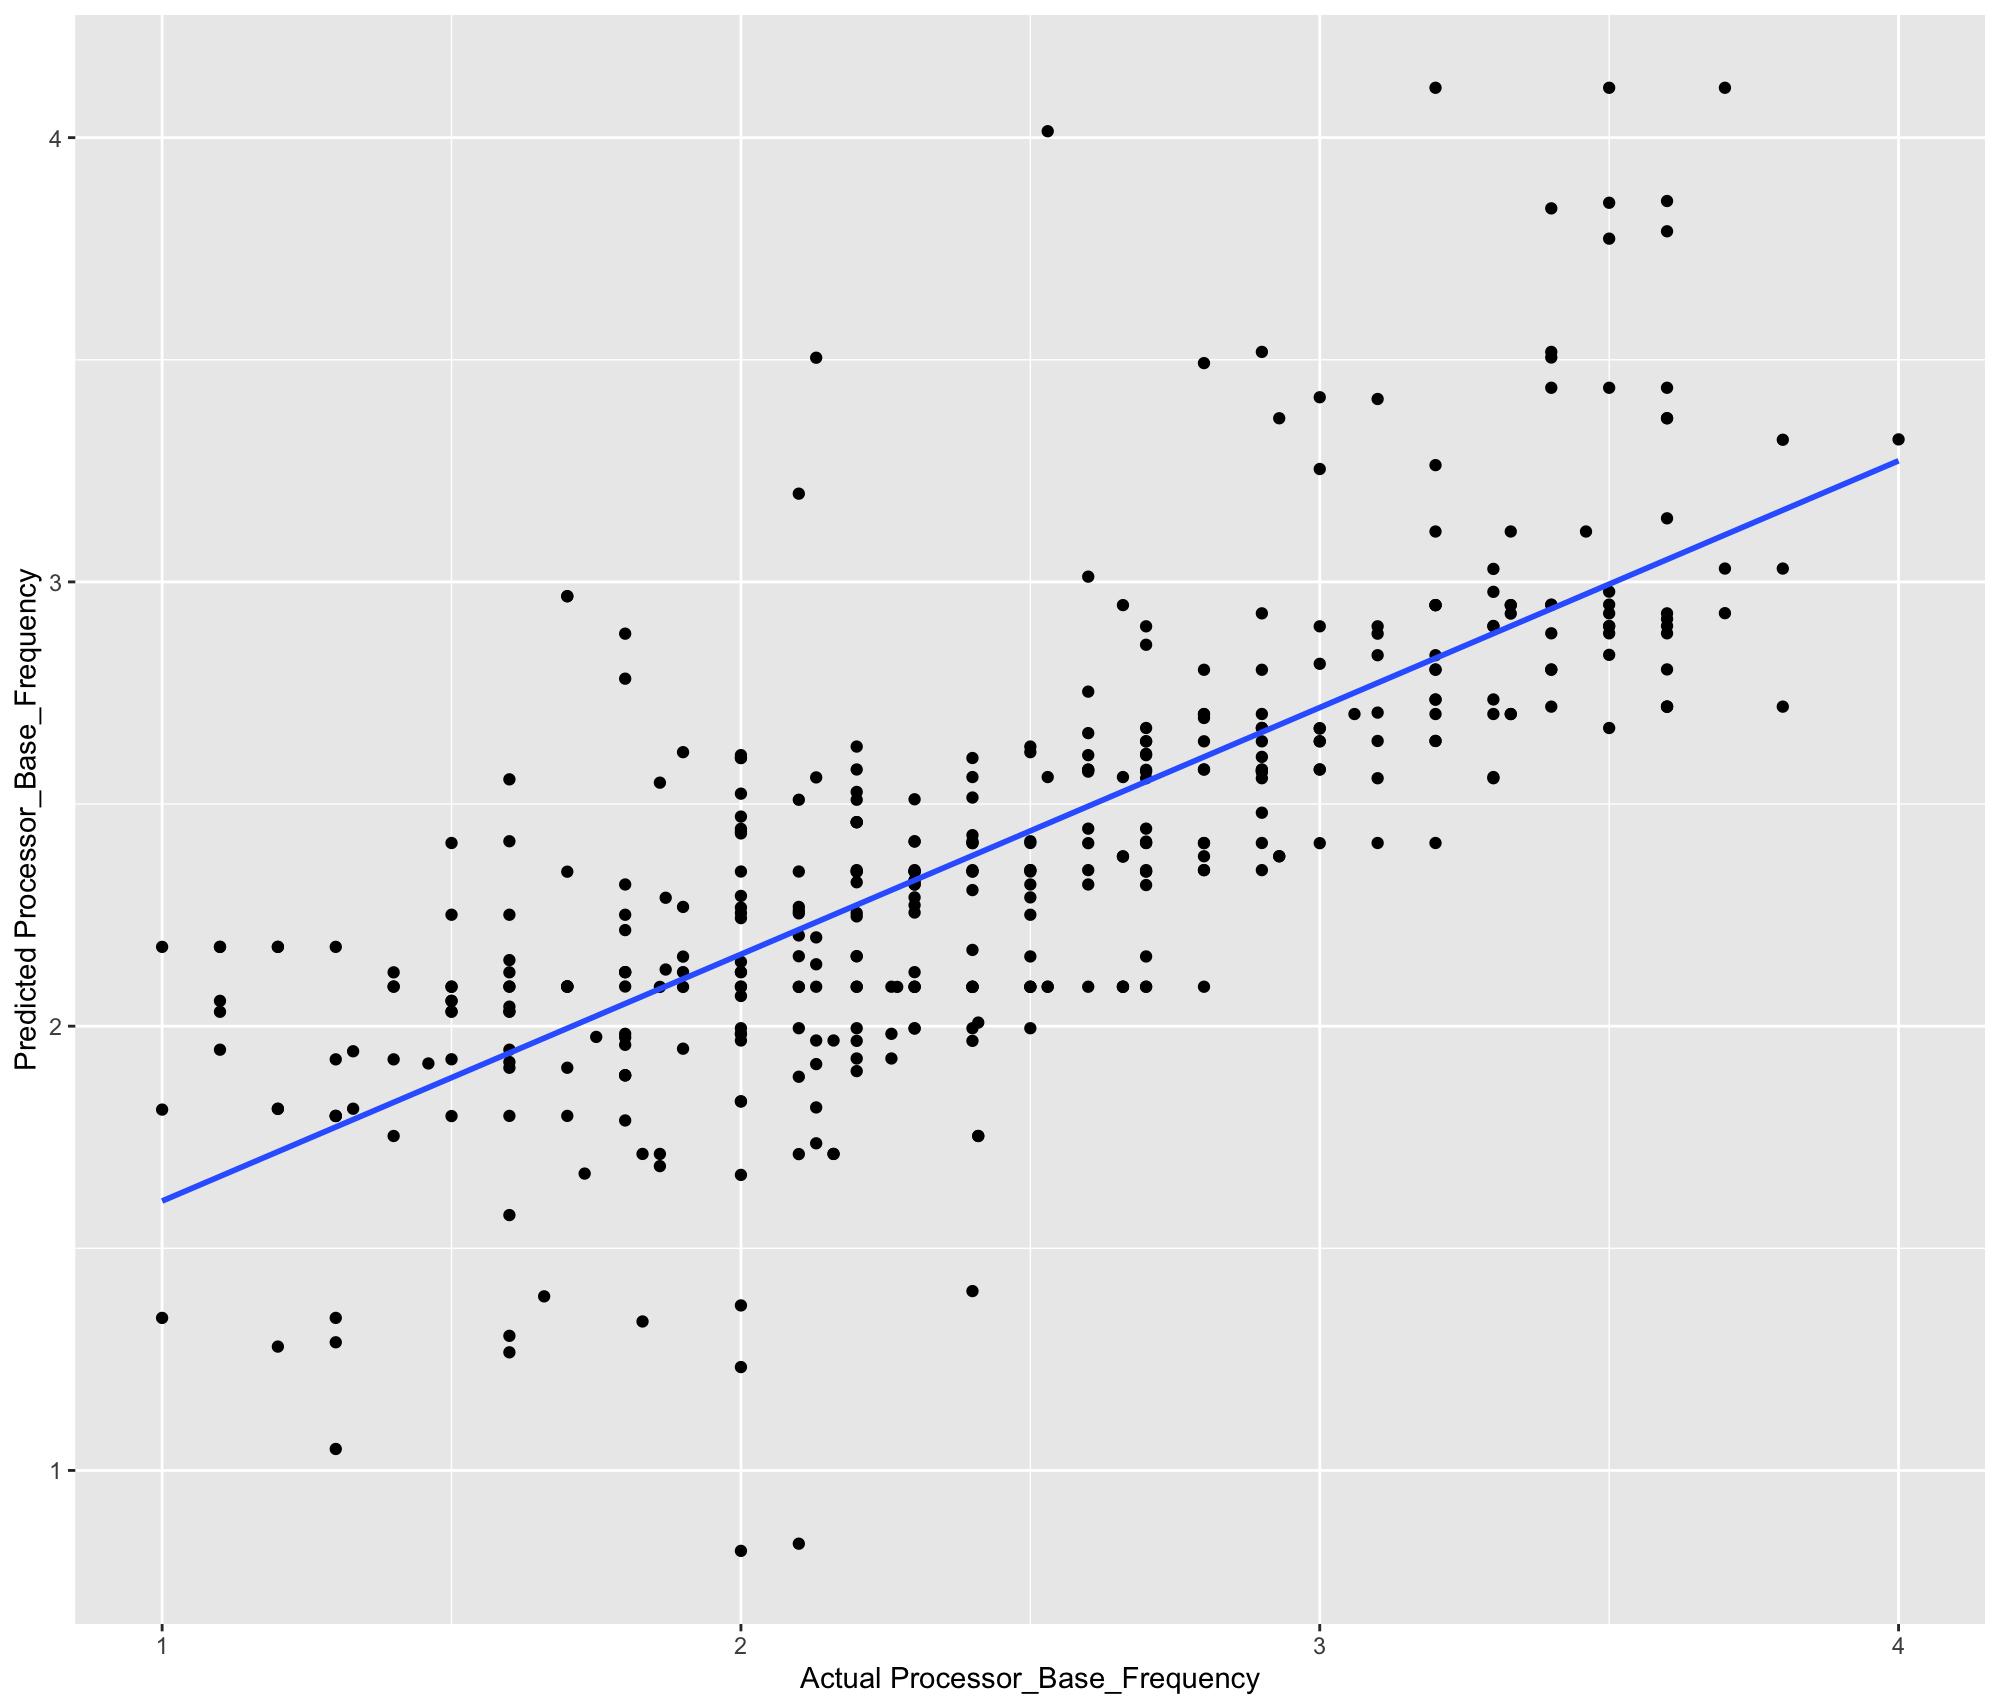 4
3
2
1
Predicted Processor_Base_Frequency
1 2 3 4
Actual Processor_Base_Frequency